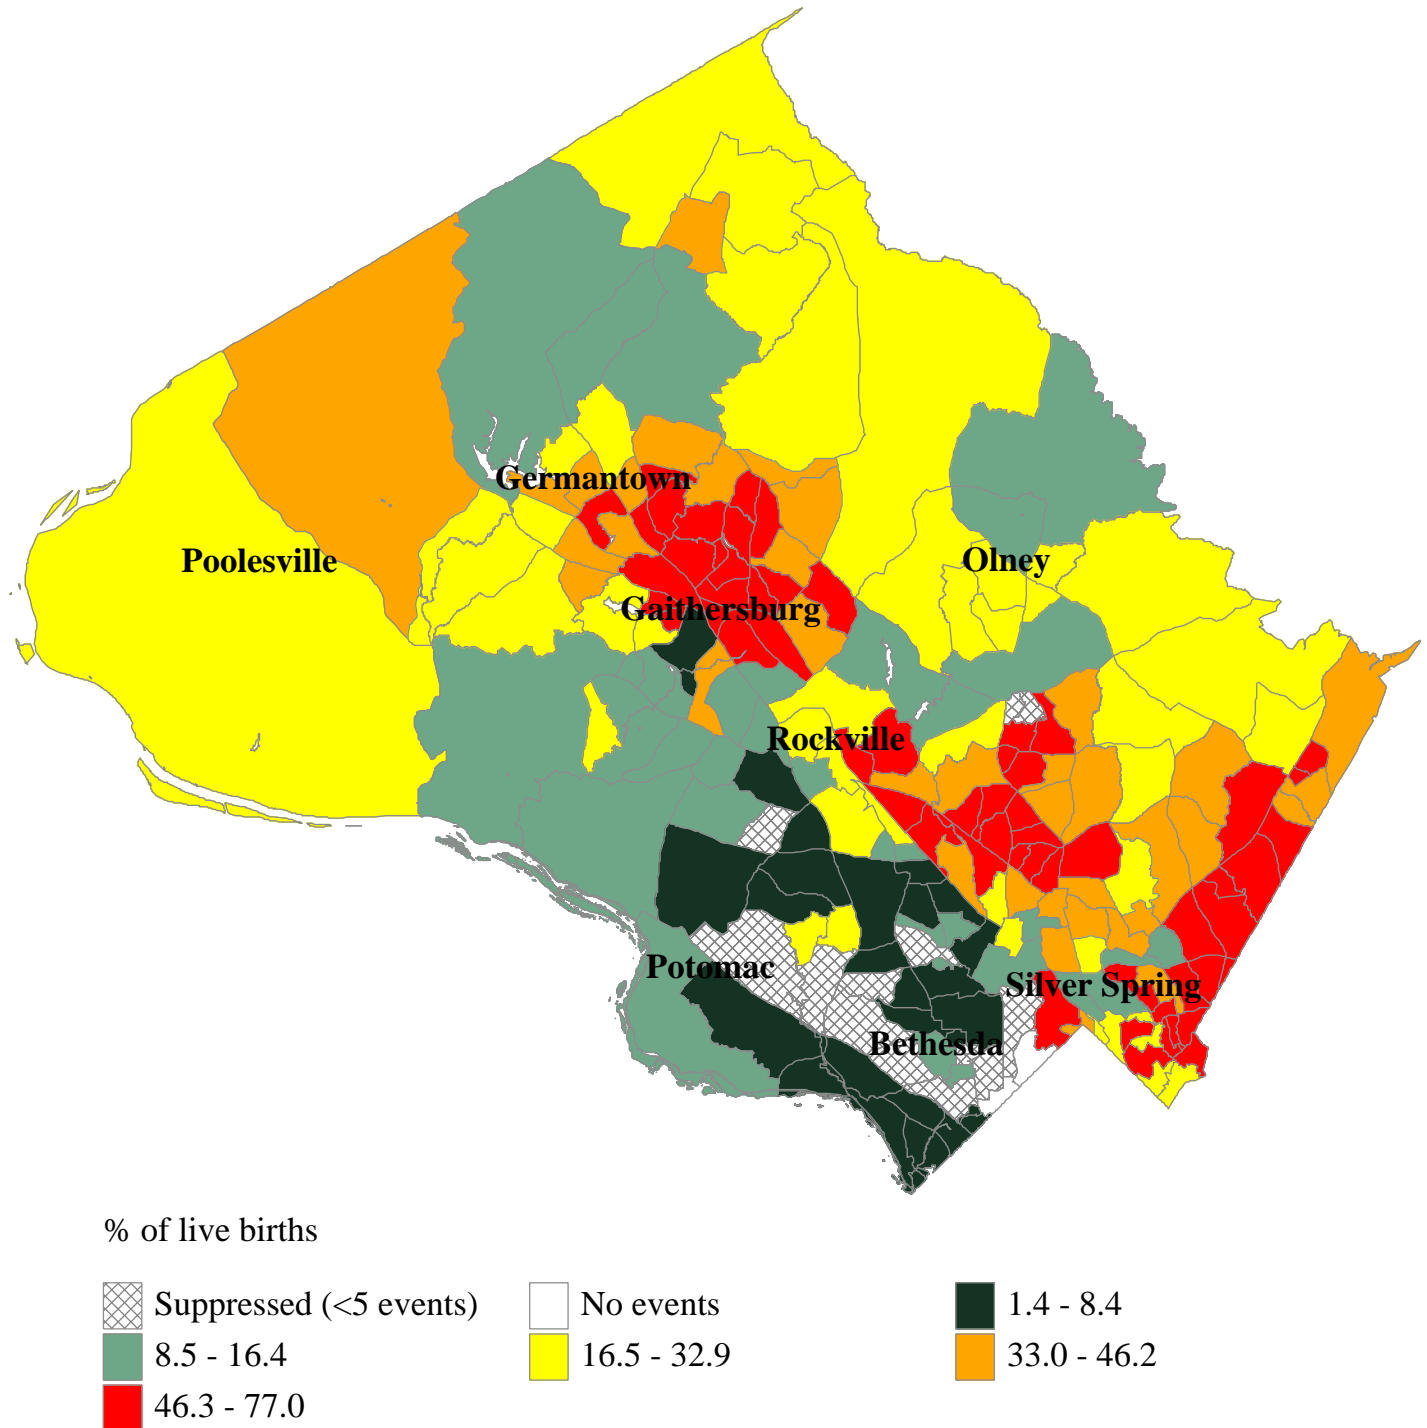 Germantown
Poolesville
Olney
Gaithersburg
Rockville
Potomac
Silver Spring
Bethesda
% of live births
Suppressed (<5 events) No events 1.4 - 8.4
8.5 - 16.4 16.5 - 32.9 33.0 - 46.2
46.3 - 77.0